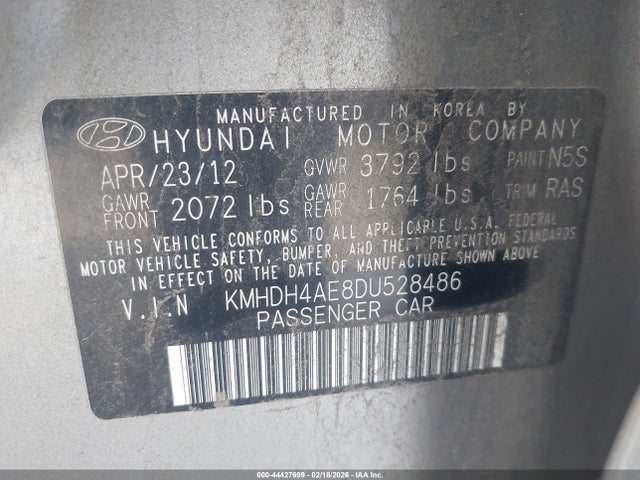 MANUFACTURED IN KOREA BY
HYUNDAI MOTOR COMPANY
APR/23/12 GVWR 3792 lbs PAINT N5S
GAWR FRONT 2072 lbs GAWR REAR 1764 lbs TRIM RAS
THIS VEHICLE CONFORMS TO ALL APPLICABLE U.S.A. FEDERAL
MOTOR VEHICLE SAFETY, BUMPER, AND THEFT PREVENTION STANDARDS
IN EFFECT ON THE DATE OF MANUFACTURE SHOWN ABOVE.
V.I.N KMHDH4AE8DU528486
PASSENGER CAR
000-44427699 | 02/18/2026 - IAA Inc.